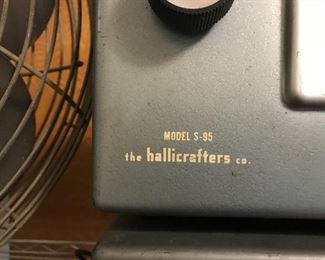 MODEL S-95
the hallicrafters co.